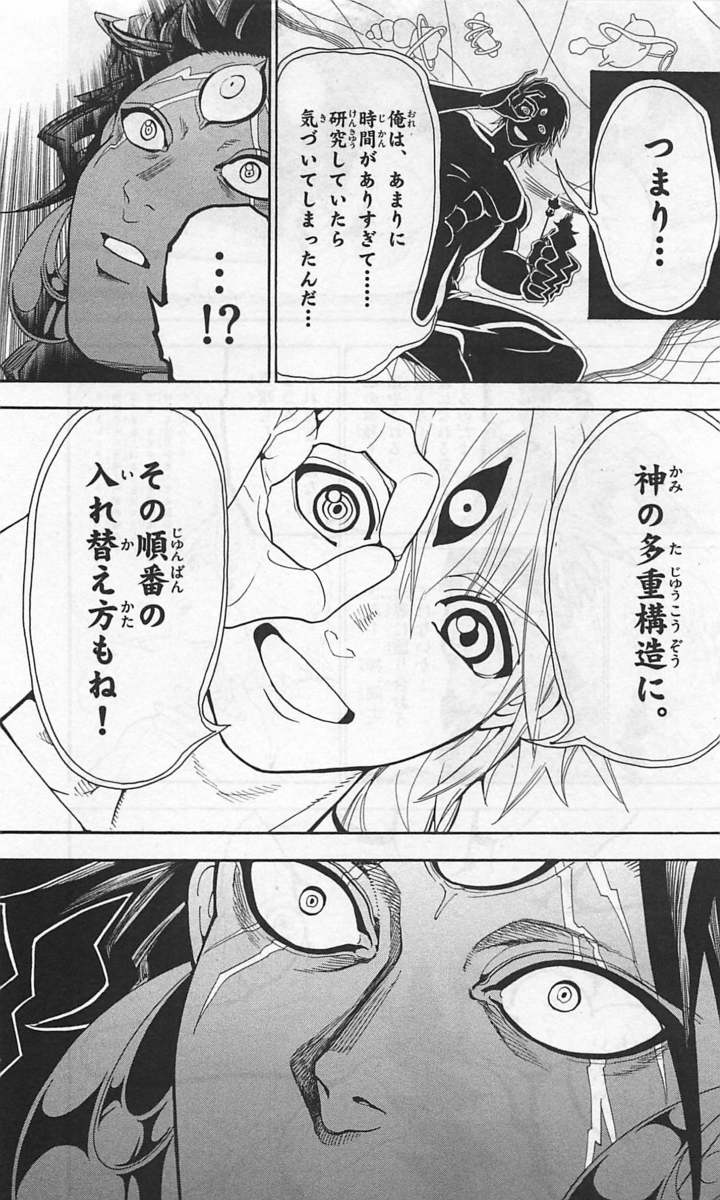 つまり…
俺は、あまりに
時間がありすぎて……
研究していたら
気づいてしまったんだ…
…!?
神の多重構造に。
その順番の
入れ替え方もね！